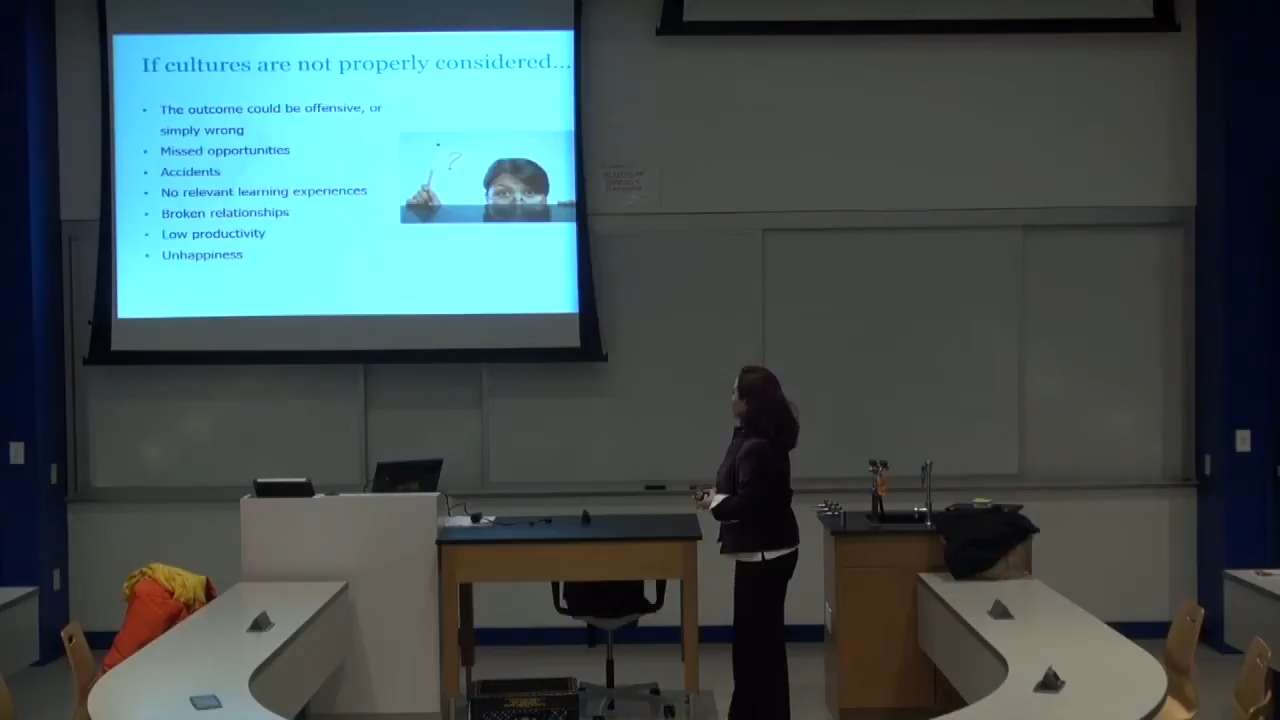 If cultures are not properly considered...
• The outcome could be offensive, or
simply wrong
• Missed opportunities
• Accidents
• No relevant learning experiences
• Broken relationships
• Low productivity
• Unhappiness
?